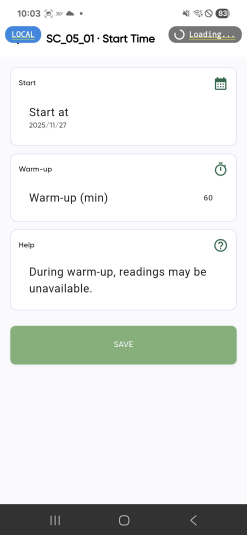 10:03
83
LOCAL
SC_05_01 · Start Time
Loading...
Start
Start at
2025/11/27
Warm-up
Warm-up (min)
60
Help
During warm-up, readings may be
unavailable.
SAVE